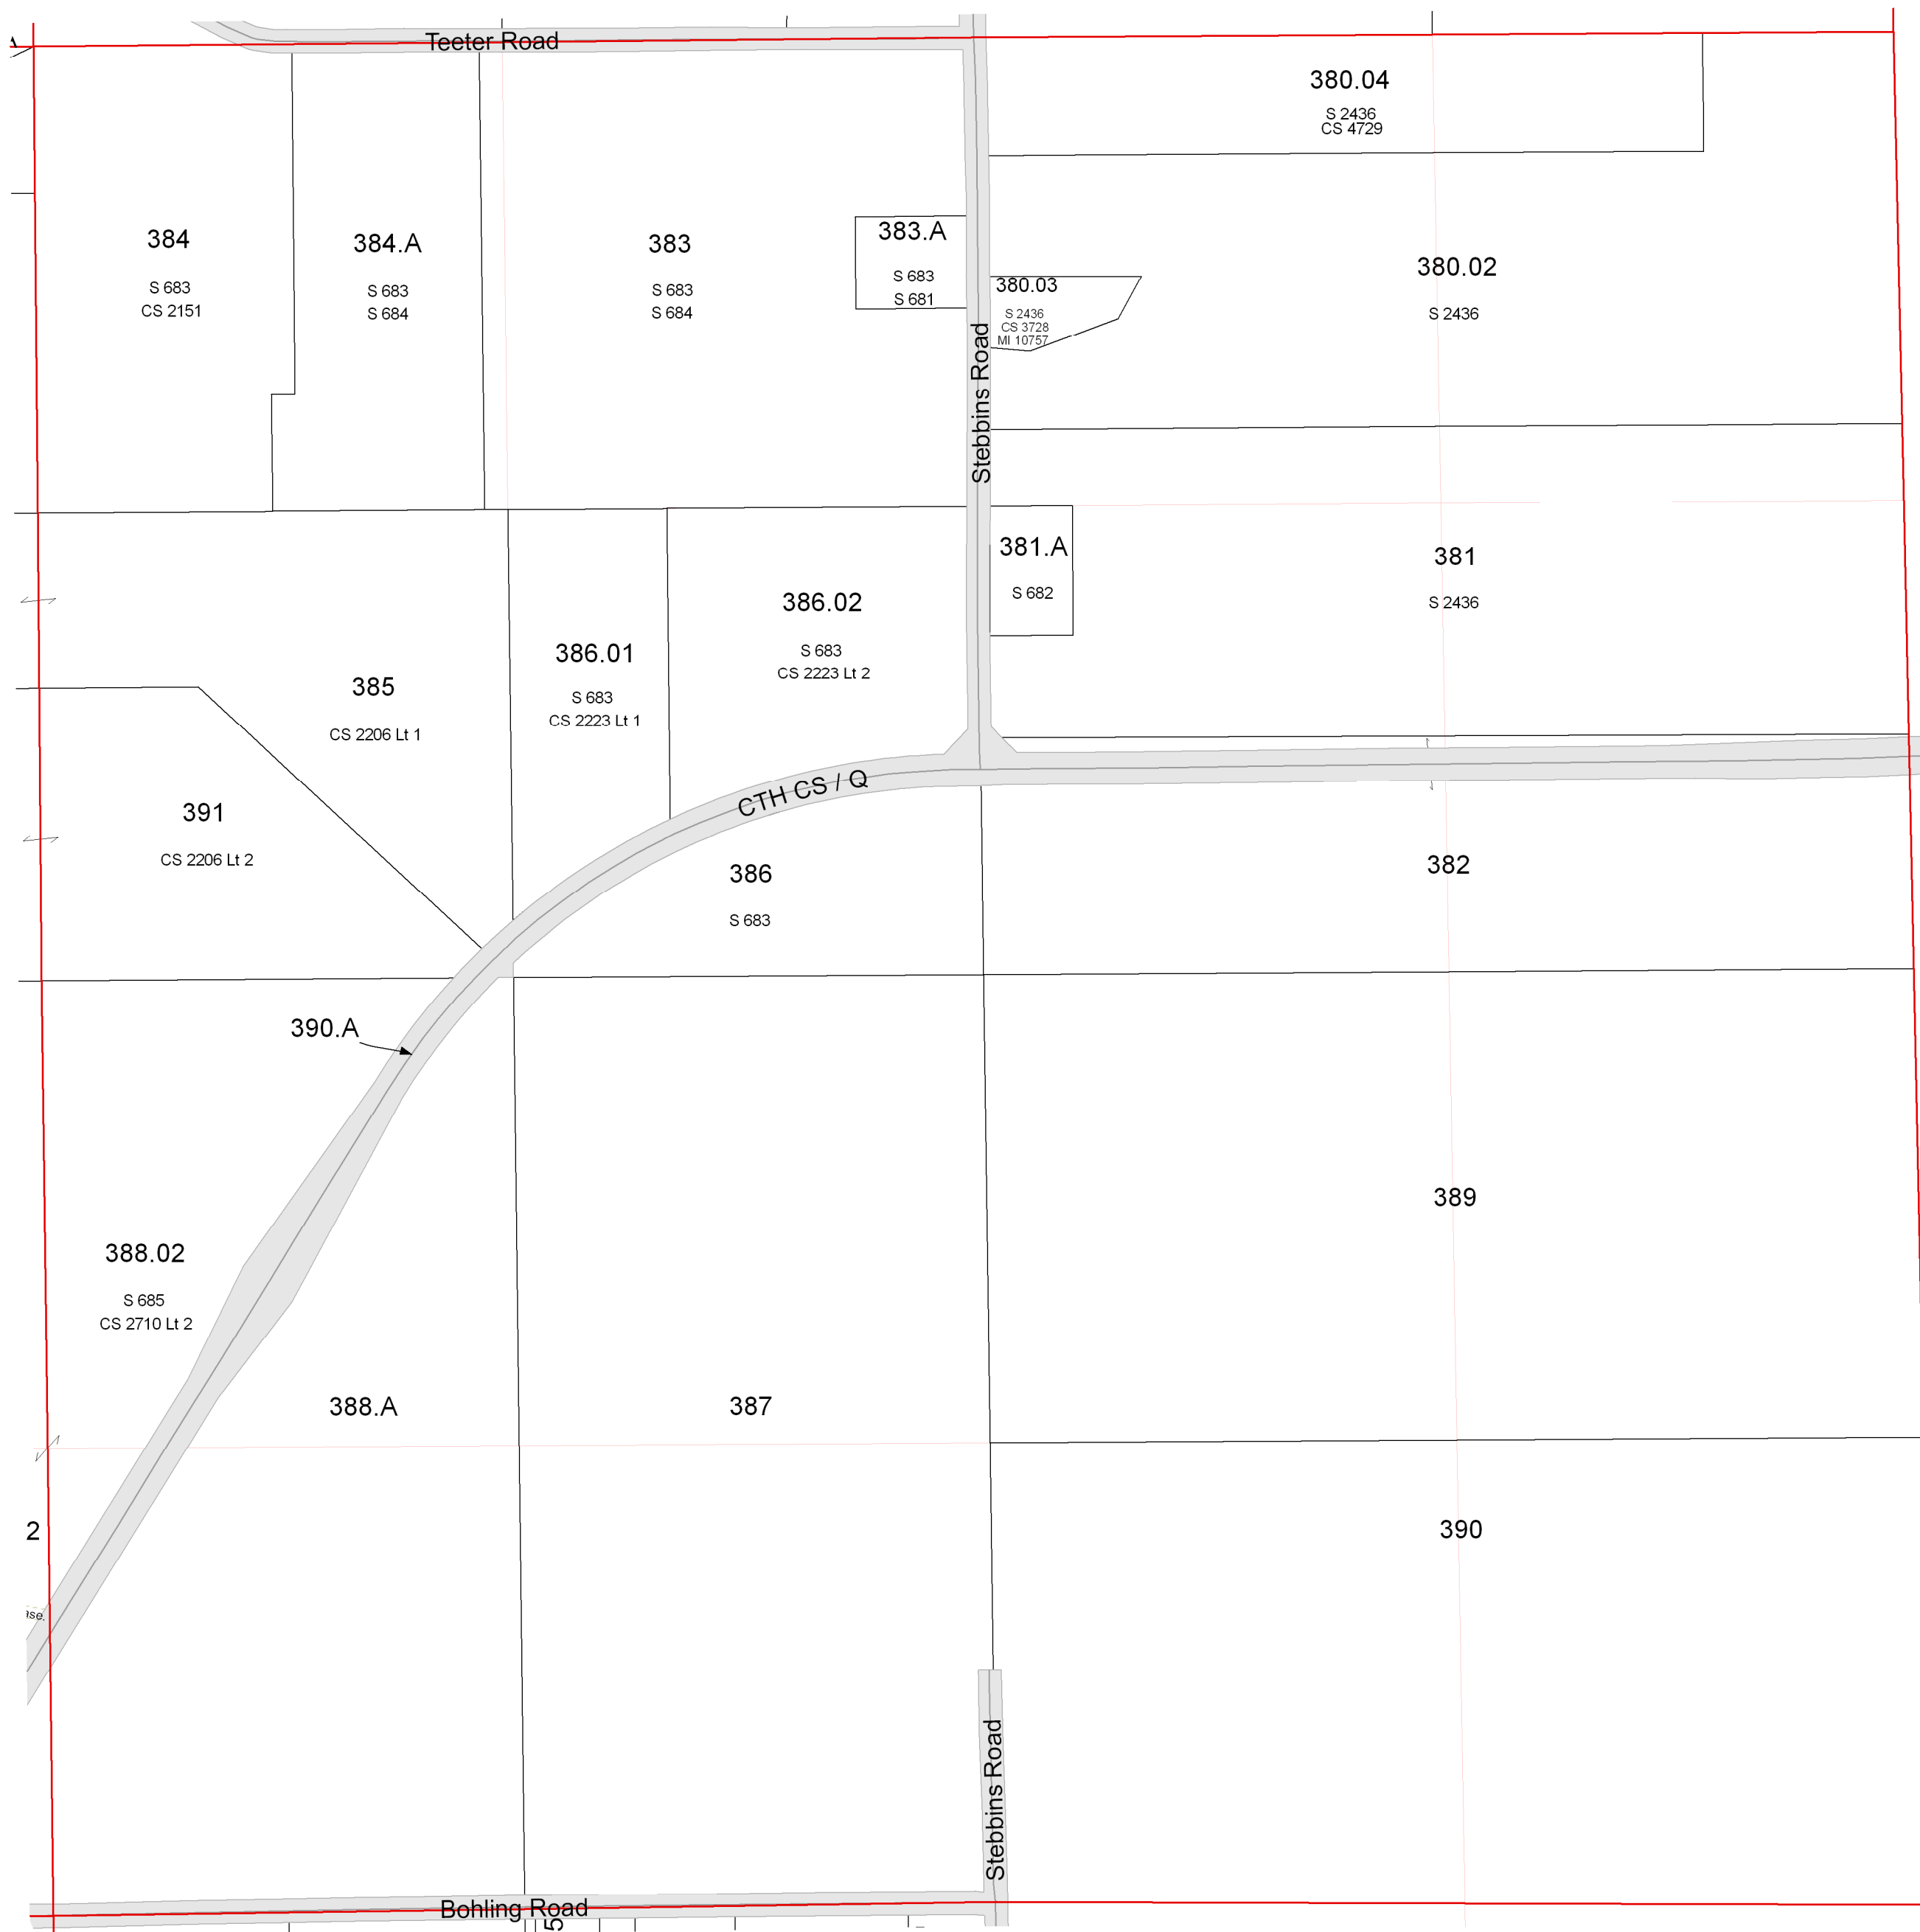 Teeter Road
380.04
S 2436
CS 4729
384
S 683
CS 2151
384.A
S 683
S 684
383
S 683
S 684
383.A
S 683
S 681
380.03
S 2436
CS 3728
MI 10757
380.02
S 2436
Stebbins Road
381.A
S 682
381
S 2436
386.02
S 683
CS 2223 Lt 2
386.01
S 683
CS 2223 Lt 1
385
CS 2206 Lt 1
391
CS 2206 Lt 2
CTH CS / Q
386
S 683
382
390.A
389
388.02
S 685
CS 2710 Lt 2
388.A
387
2
390
Stebbins Road
Bohling Road
5